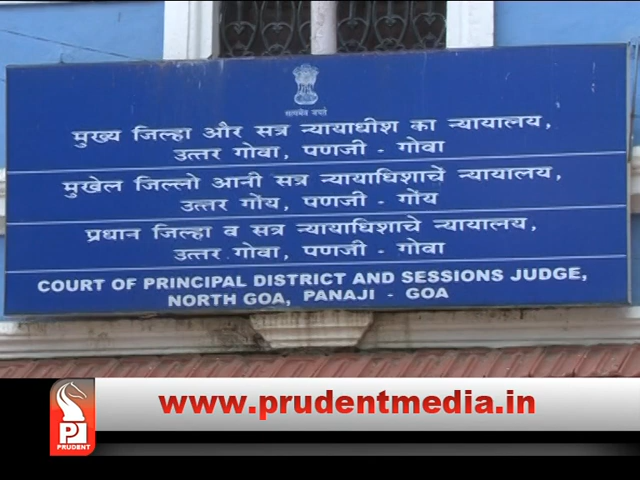 सत्यमेव जयते
मुख्य जिल्हा और सत्र न्यायाधीश का न्यायालय,
उत्तर गोवा, पणजी - गोवा
मुखेल जिल्लो आनी सत्र न्यायाधिशाचें न्यायालय,
उत्तर गोंय, पणजी - गोंय
प्रधान जिल्हा व सत्र न्यायाधिशाचे न्यायालय,
उत्तर गोवा, पणजी - गोवा
COURT OF PRINCIPAL DISTRICT AND SESSIONS JUDGE,
NORTH GOA, PANAJI - GOA
www.prudentmedia.in
PRUDENT